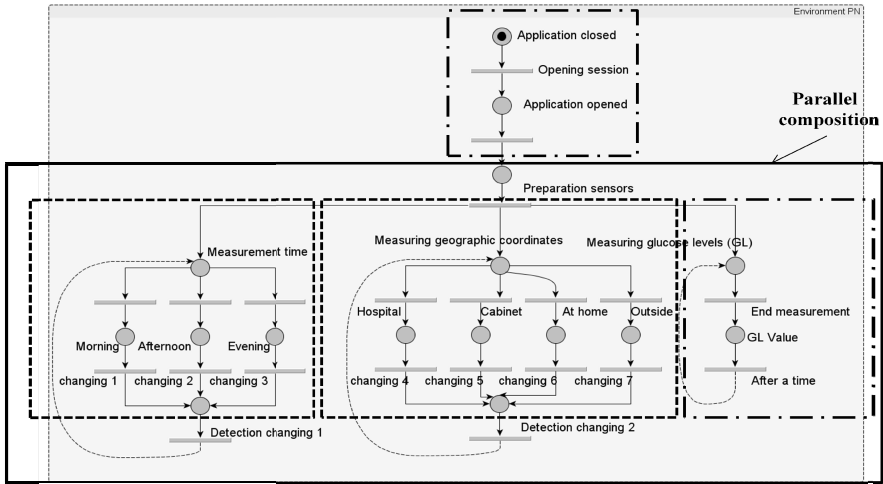 Environment PN
Application closed
Opening session
Application opened
Parallel
composition
Preparation sensors
Measurement time
Measuring geographic coordinates
Measuring glucose levels (GL)
Hospital
Cabinet
At home
Outside
End measurement
Morning
Afternoon
Evening
GL Value
changing 1
changing 2
changing 3
changing 4
changing 5
changing 6
changing 7
After a time
Detection changing 1
Detection changing 2